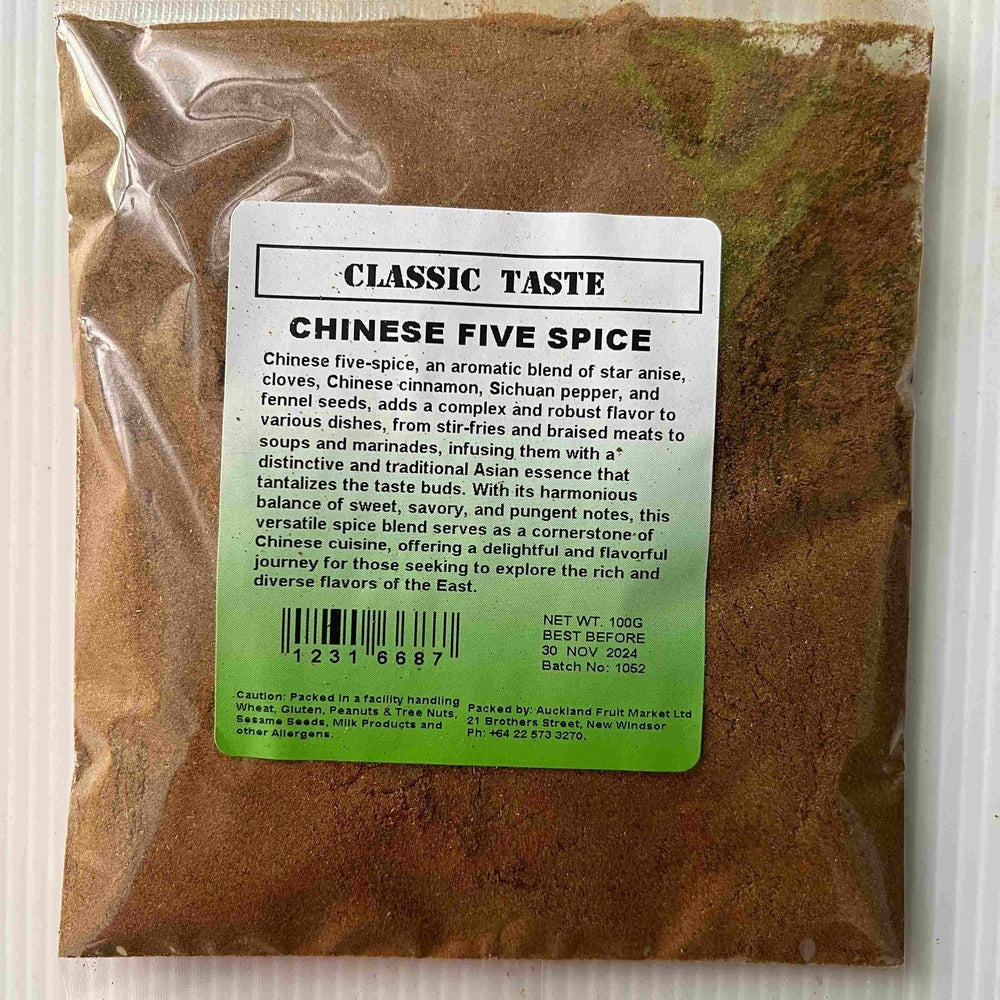 CLASSIC TASTE
CHINESE FIVE SPICE
Chinese five-spice, an aromatic blend of star anise,
cloves, Chinese cinnamon, Sichuan pepper, and
fennel seeds, adds a complex and robust flavor to
various dishes, from stir-fries and braised meats to
soups and marinades, infusing them with a
distinctive and traditional Asian essence that
tantalizes the taste buds. With its harmonious
balance of sweet, savory, and pungent notes, this
versatile spice blend serves as a cornerstone of
Chinese cuisine, offering a delightful and flavorful
journey for those seeking to explore the rich and
diverse flavors of the East.
12316687
NET WT. 100G
BEST BEFORE
30 NOV 2024
Batch No: 1052
Caution: Packed in a facility handling
Wheat, Gluten, Peanuts & Tree Nuts,
Sesame Seeds, Milk Products and
other Allergens.
Packed by: Auckland Fruit Market Ltd
21 Brothers Street, New Windsor
Ph: +64 22 573 3270.